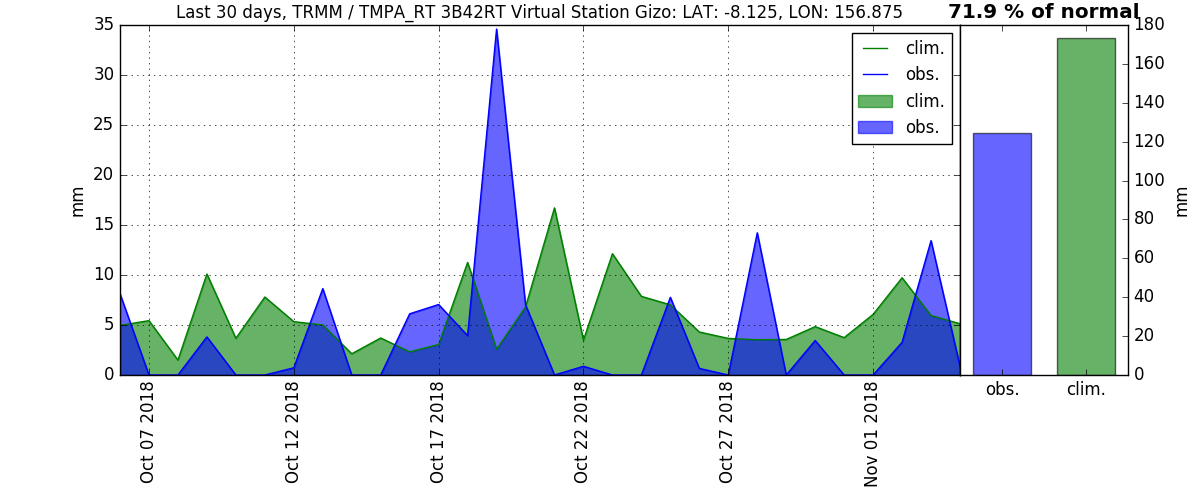 Last 30 days, TRMM / TMPA_RT 3B42RT Virtual Station Gizo: LAT: -8.125, LON: 156.875
71.9 % of normal
35
30
25
20
15
10
5
0
mm
clim.
obs.
clim.
obs.
Oct 07 2018
Oct 12 2018
Oct 17 2018
Oct 22 2018
Oct 27 2018
Nov 01 2018
180
160
140
120
100
80
60
40
20
0
mm
obs. clim.